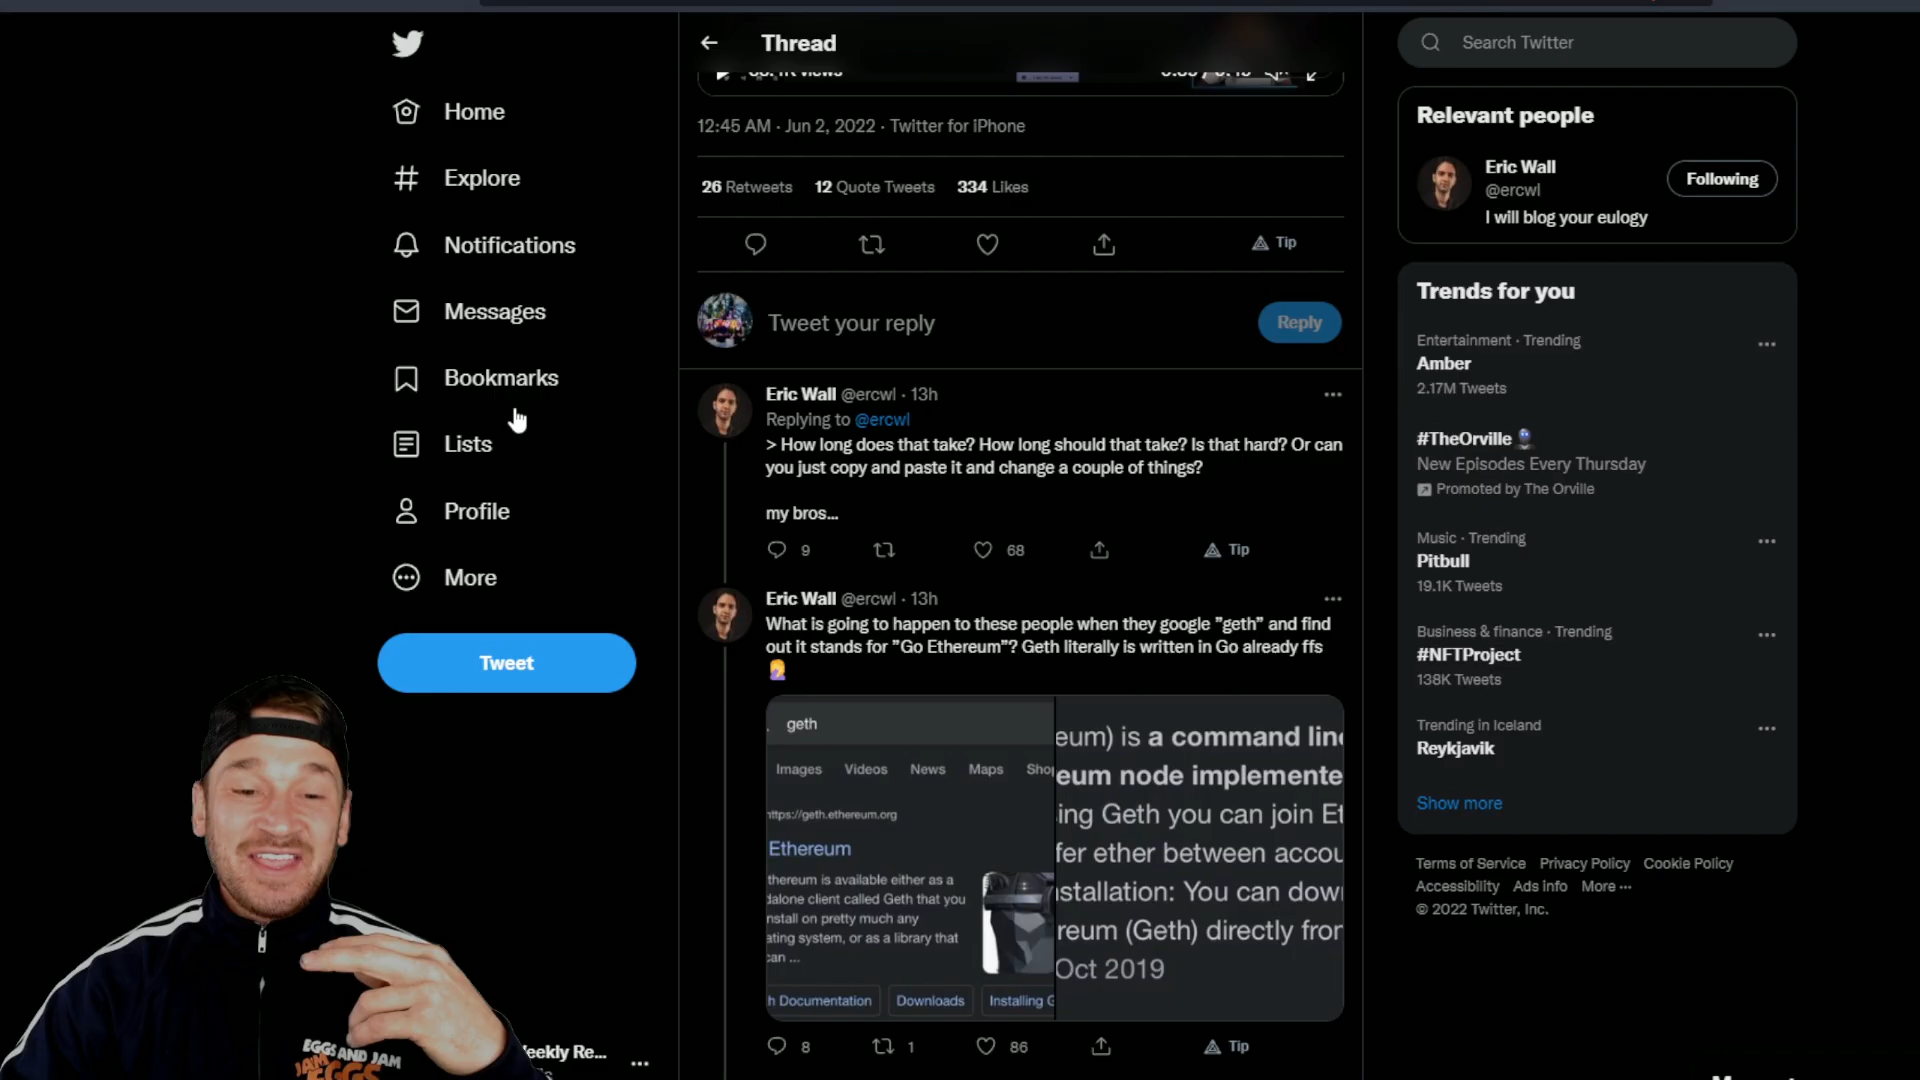 Thread
Search Twitter
Home
Explore
Notifications
Messages
Bookmarks
Lists
Profile
More
Tweet
views
12:45 AM · Jun 2, 2022 · Twitter for iPhone
26 Retweets 12 Quote Tweets 334 Likes
Tip
Tweet your reply
Reply
Eric Wall @ercwl · 13h
Replying to @ercwl
> How long does that take? How long should that take? Is that hard? Or can
you just copy and paste it and change a couple of things?
my bros...
9 68 Tip
Eric Wall @ercwl · 13h
What is going to happen to these people when they google "geth" and find
out it stands for "Go Ethereum"? Geth literally is written in Go already ffs
geth
Images Videos News Maps Shop
https://geth.ethereum.org
Ethereum
thereum is available either as a
dalone client called Geth that you
nstall on pretty much any
ating system, or as a library that
can ...
h Documentation Downloads Installing G
eum) is a command line
eum node implemente
ing Geth you can join Et
fer ether between accou
stallation: You can dow
reum (Geth) directly fror
Oct 2019
8 1 86 Tip
Relevant people
Eric Wall
@ercwl
Following
I will blog your eulogy
Trends for you
Entertainment · Trending
Amber
2.17M Tweets
#TheOrville
New Episodes Every Thursday
Promoted by The Orville
Music · Trending
Pitbull
19.1K Tweets
Business & finance · Trending
#NFTProject
138K Tweets
Trending in Iceland
Reykjavik
Show more
Terms of Service Privacy Policy Cookie Policy
Accessibility Ads info More ···
© 2022 Twitter, Inc.
EGGS AND JAM
JAM
EGGS
eekly Re...